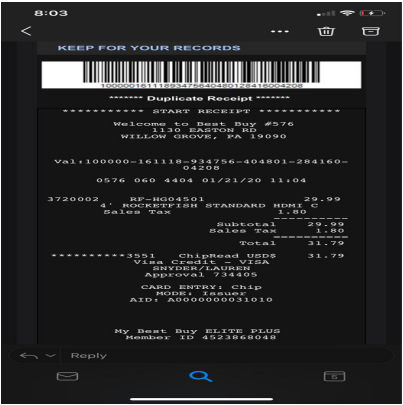 8:03
KEEP FOR YOUR RECORDS
10000016111893475640480128416004208
******* Duplicate Receipt *******
*********** START RECEIPT ***********
Welcome to Best Buy #576
1130 EASTON RD
WILLOW GROVE, PA 19090
Val:100000-161118-934756-404801-284160-
04208
0576 060 4404 01/21/20 11:04
3720002 RF-HG04501 29.99
4' ROCKETFISH STANDARD HDMI C
Sales Tax 1.80
Subtotal 29.99
Sales Tax 1.80
Total 31.79
**********3551 ChipRead USD$ 31.79
Visa Credit - VISA
SNYDER/LAUREN
Approval 734405
CARD ENTRY: Chip
MODE: Issuer
AID: A0000000031010
My Best Buy ELITE PLUS
Member ID 4523868048
Reply
5